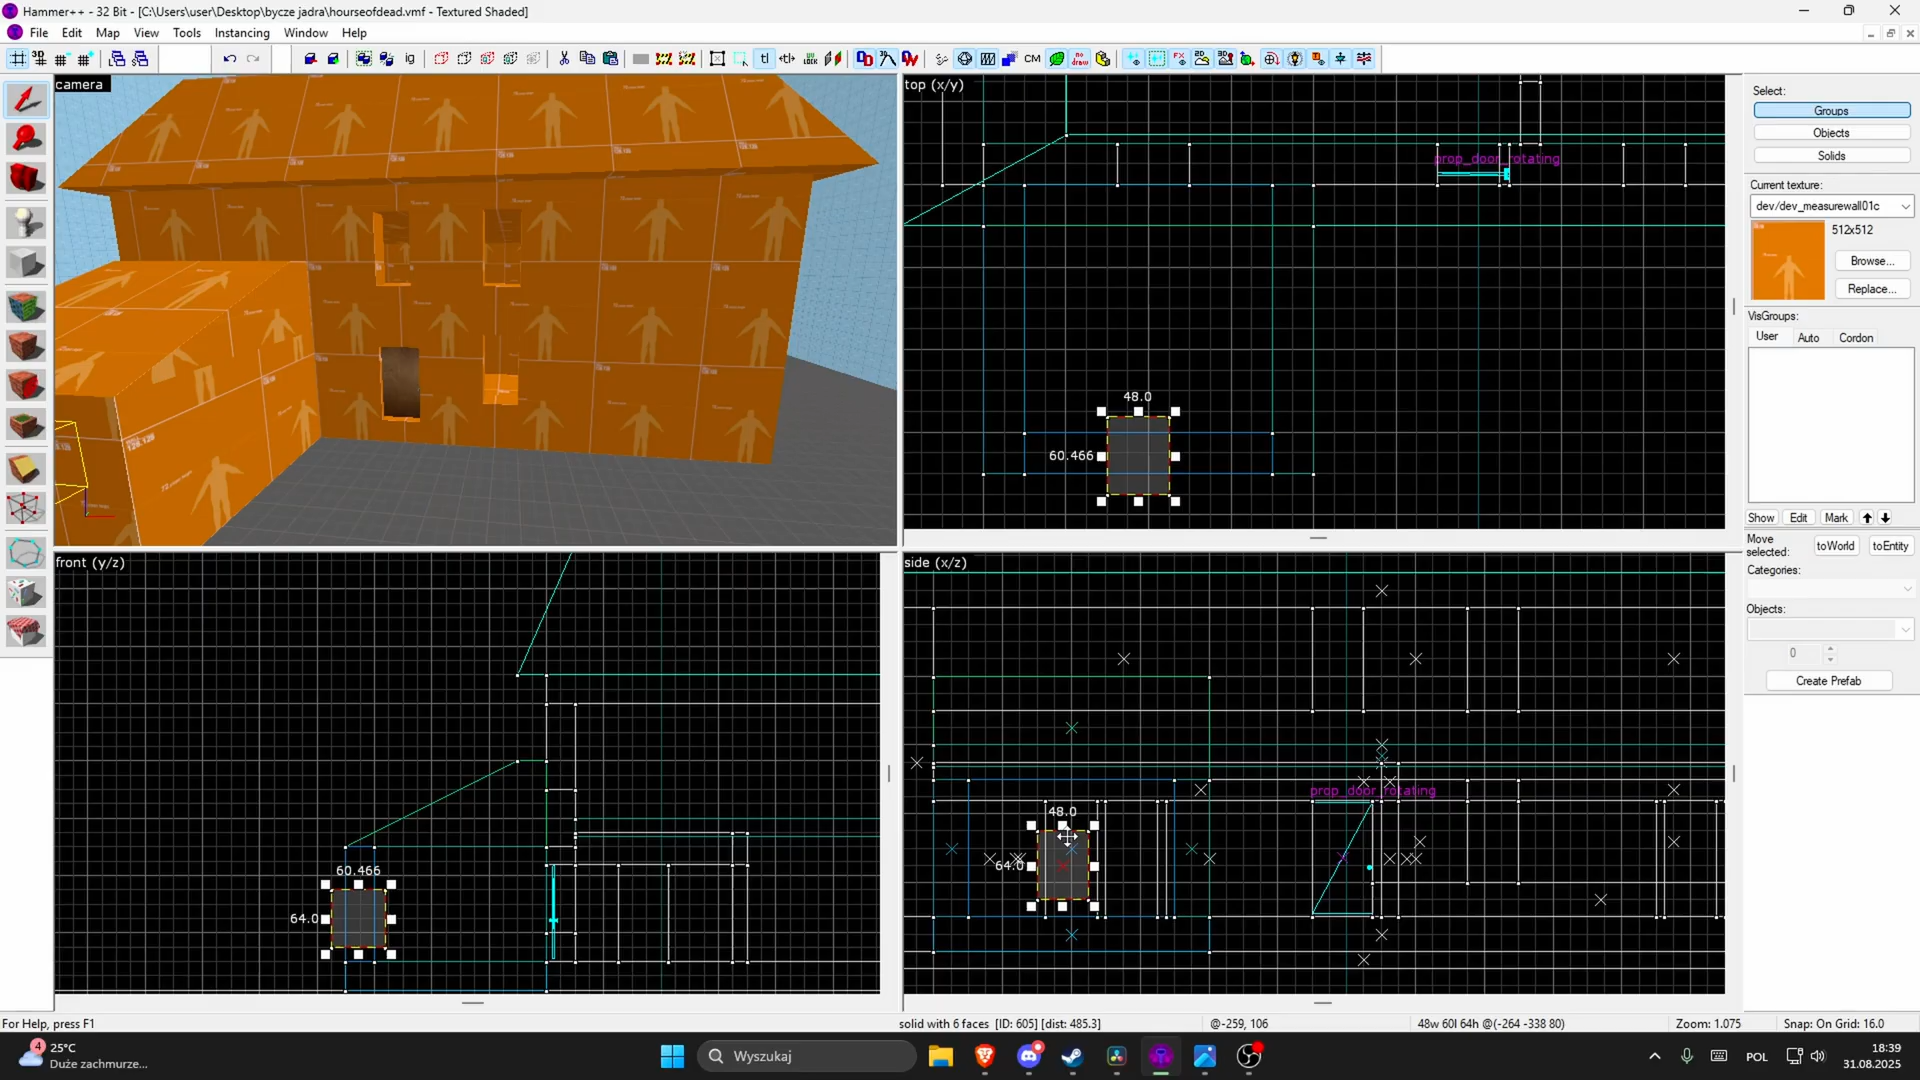 Hammer++ - 32 Bit - [C:\Users\user\Desktop\bycze jadra\hourseofdead.vmf - Textured Shaded]
File Edit Map View Tools Instancing Window Help
3D
ig
tl
CM
camera
top (x/y)
prop_door_rotating
48.0
60.466
front (y/z)
60.466
64.0
side (x/z)
prop_door_rotating
48.0
64.0
Select:
Groups
Objects
Solids
Current texture:
dev/dev_measurewall01c
512x512
Browse...
Replace...
VisGroups:
User Auto Cordon
Show Edit Mark
Move selected:
toWorld toEntity
Categories:
Objects:
0
Create Prefab
For Help, press F1
solid with 6 faces [ID: 605] [dist: 485.3]
@-259, 106
48w 60l 64h @(-264 -338 80)
Zoom: 1.075
Snap: On Grid: 16.0
4
25°C
Duże zachmurze...
Wyszukaj
POL
18:39
31.08.2025